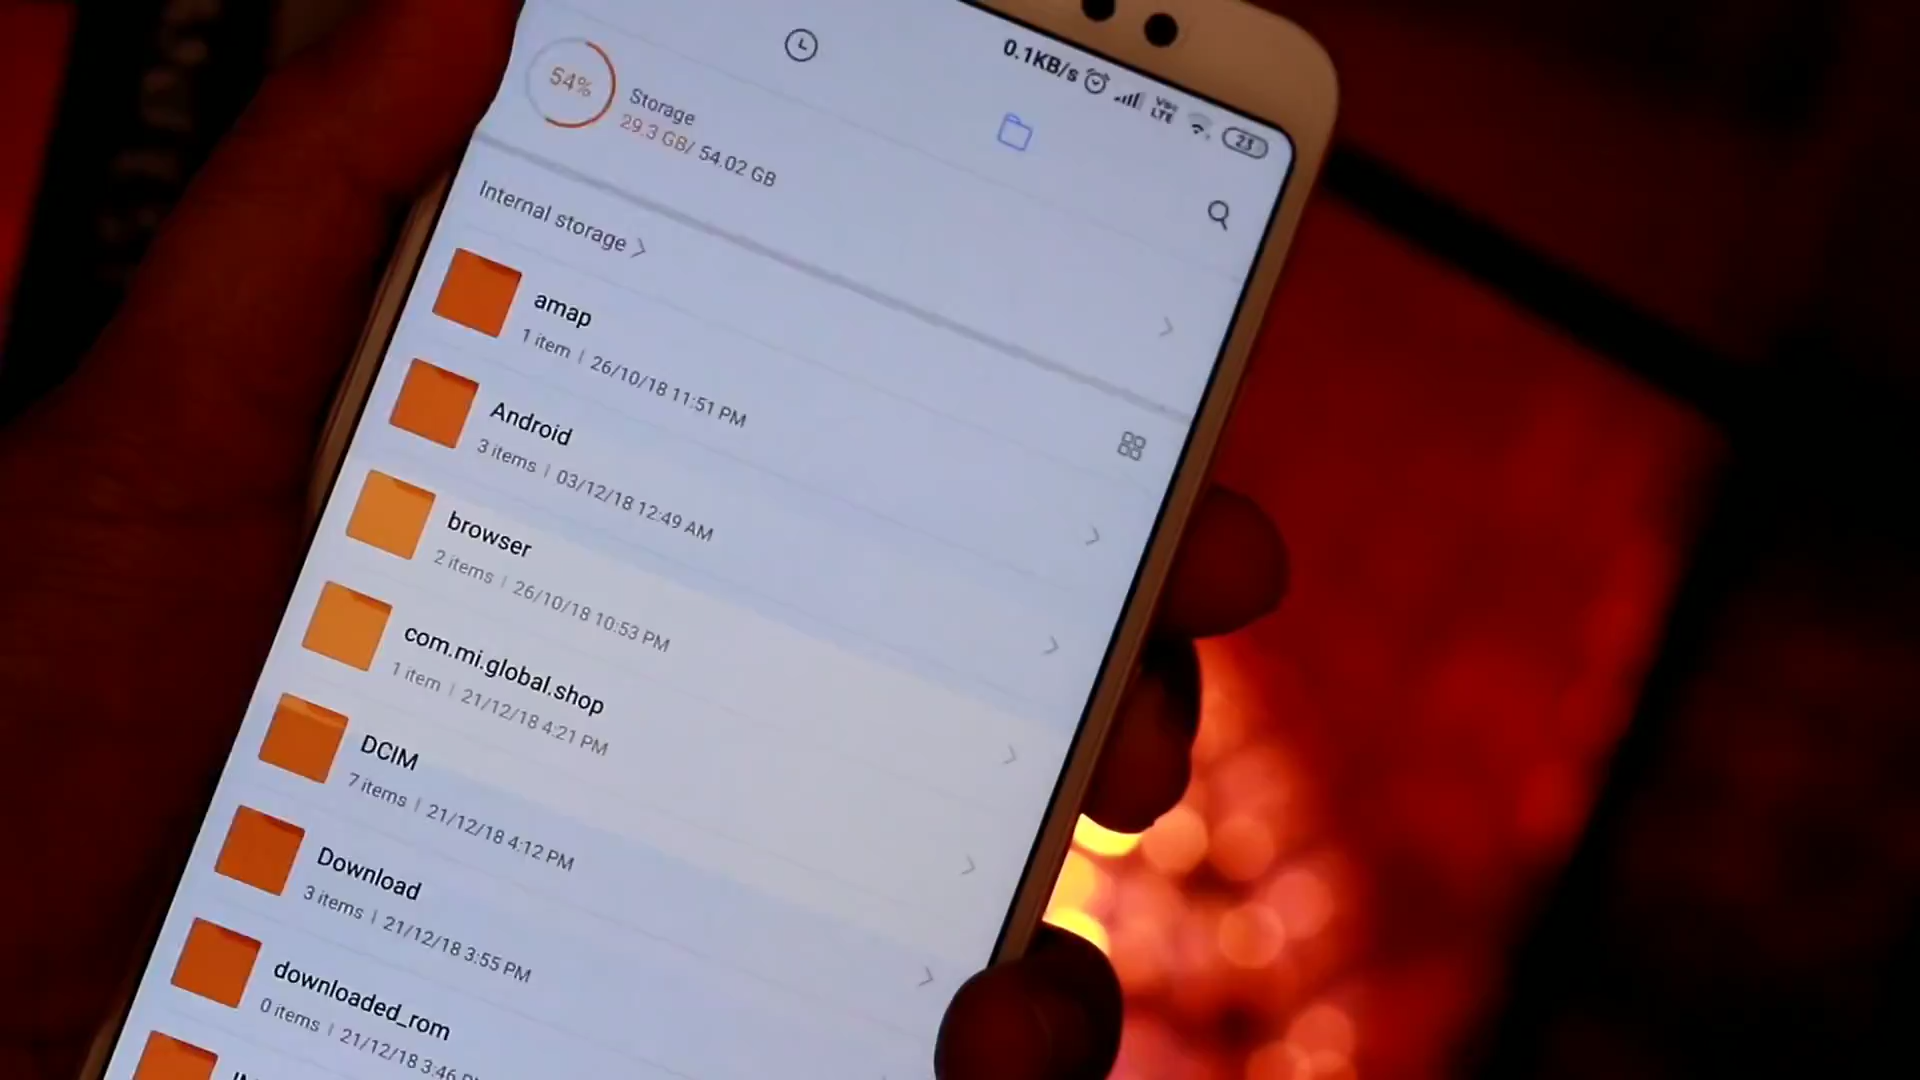 0.1KB/s
Vo
LTE
23
54%
Storage
29.3 GB/ 54.02 GB
Internal storage
amap
1 item | 26/10/18 11:51 PM
Android
3 items | 03/12/18 12:49 AM
browser
2 items | 26/10/18 10:53 PM
com.mi.global.shop
1 item | 21/12/18 4:21 PM
DCIM
7 items | 21/12/18 4:12 PM
Download
3 items | 21/12/18 3:55 PM
downloaded_rom
0 items | 21/12/18 3:46